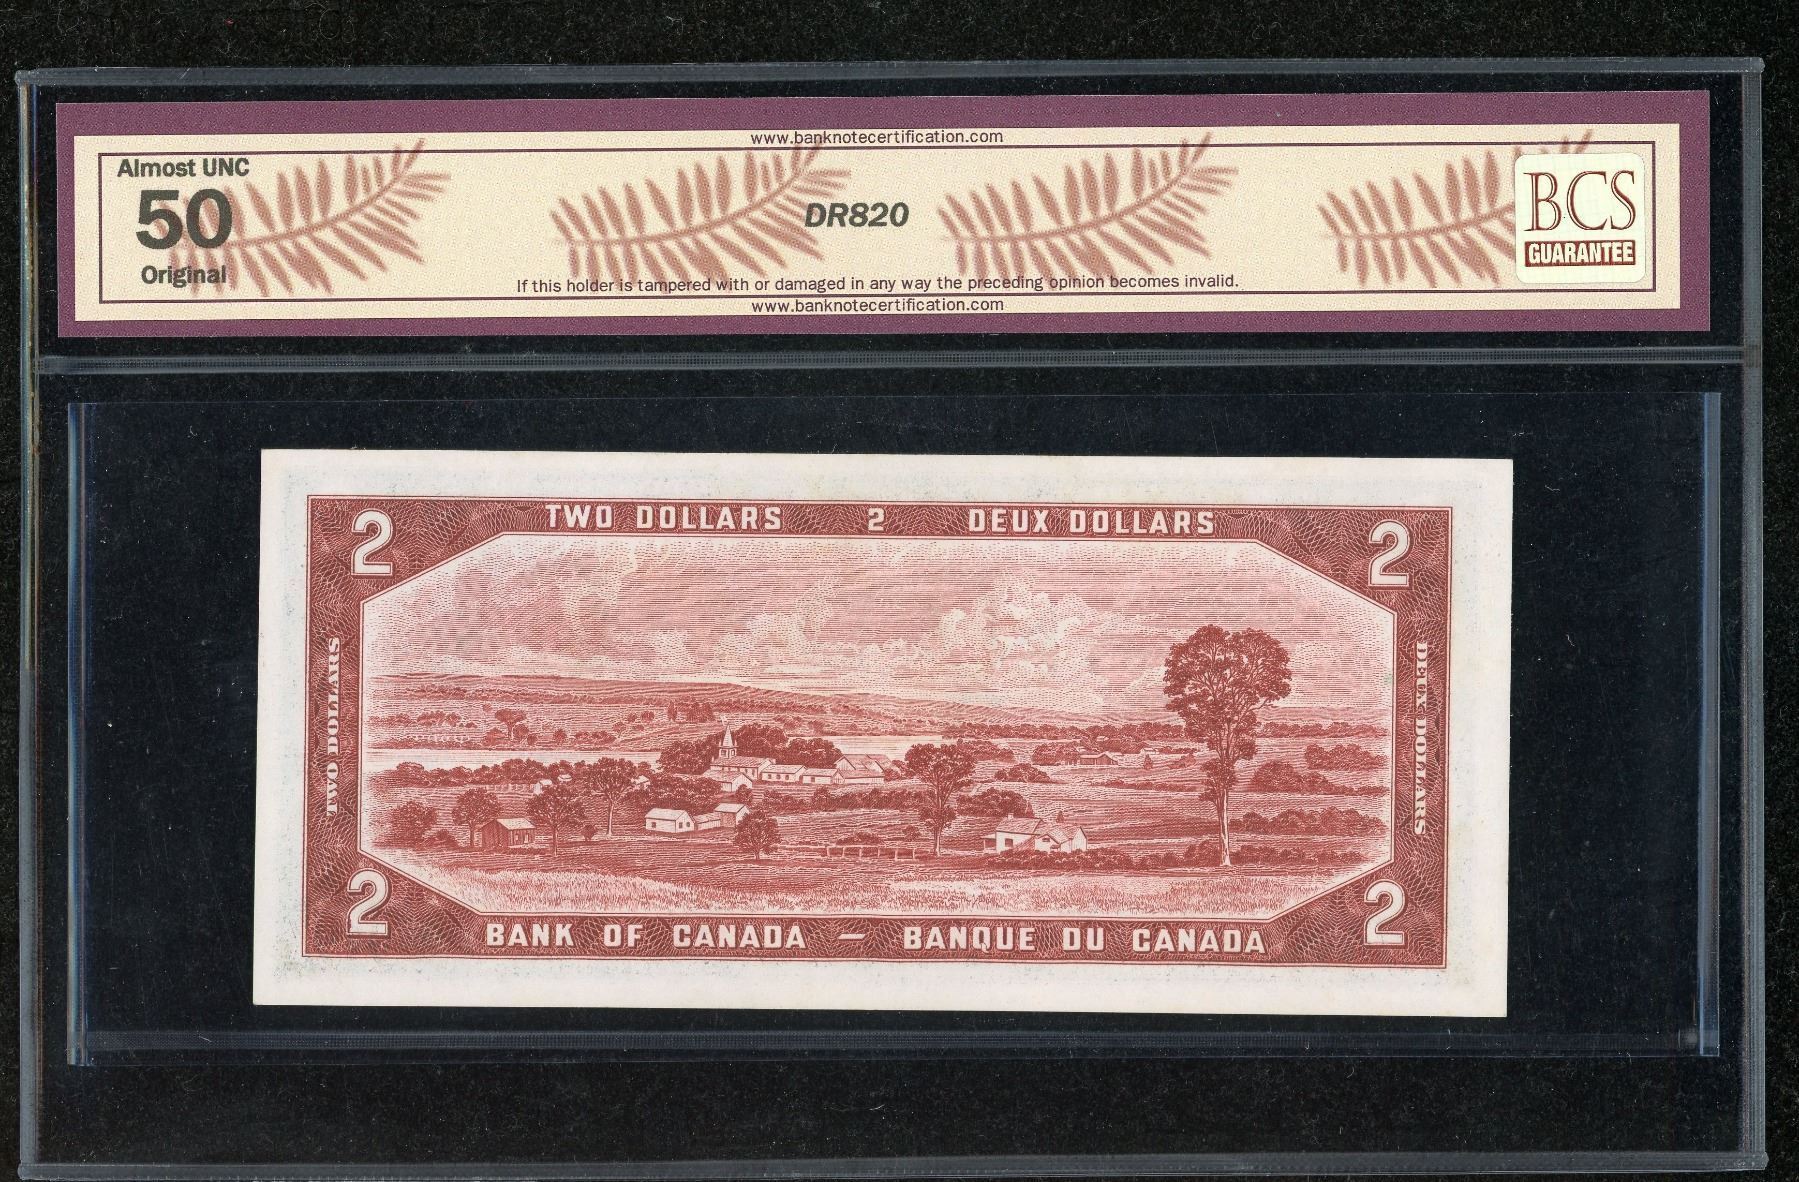 www.banknotecertification.com
Almost UNC
50
Original
DR820
BCS
GUARANTEE
If this holder is tampered with or damaged in any way the preceding opinion becomes invalid.
www.banknotecertification.com
2 TWO DOLLARS 2 DEUX DOLLARS 2
TWO DOLLARS
DEUX DOLLARS
2 BANK OF CANADA — BANQUE DU CANADA 2